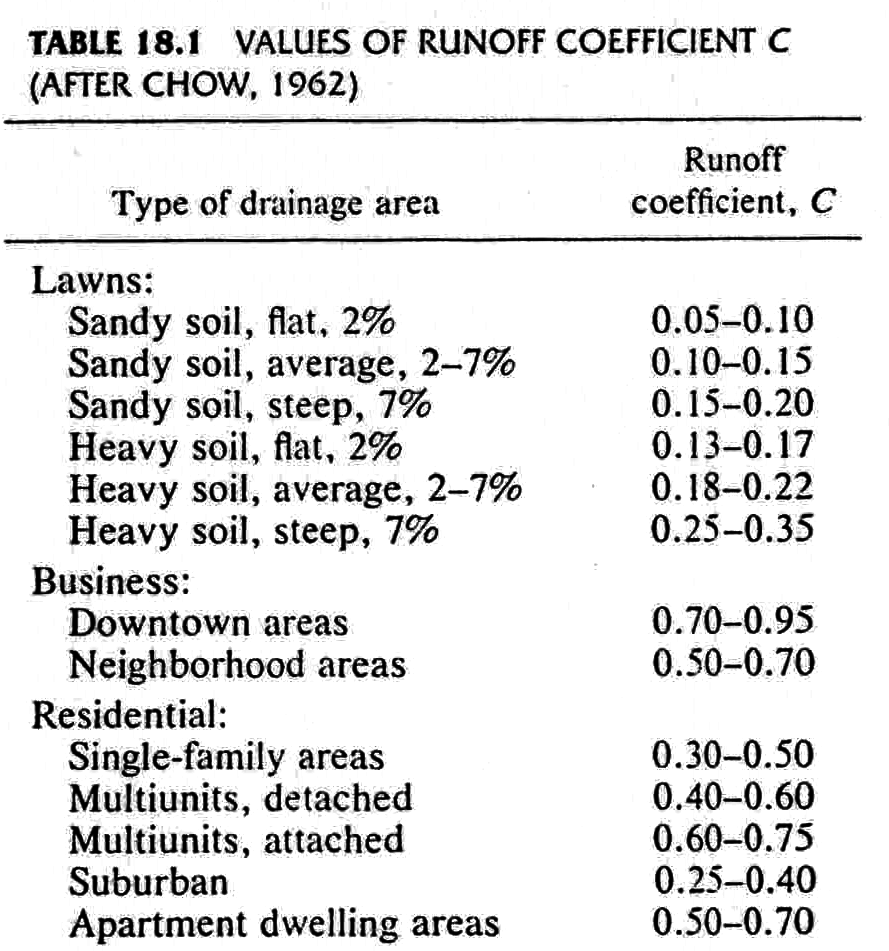 TABLE 18.1 VALUES OF RUNOFF COEFFICIENT C
(AFTER CHOW, 1962)
Type of drainage area
Runoff
coefficient, C
Lawns:
Sandy soil, flat, 2% 0.05–0.10
Sandy soil, average, 2–7% 0.10–0.15
Sandy soil, steep, 7% 0.15–0.20
Heavy soil, flat, 2% 0.13–0.17
Heavy soil, average, 2–7% 0.18–0.22
Heavy soil, steep, 7% 0.25–0.35
Business:
Downtown areas 0.70–0.95
Neighborhood areas 0.50–0.70
Residential:
Single-family areas 0.30–0.50
Multiunits, detached 0.40–0.60
Multiunits, attached 0.60–0.75
Suburban 0.25–0.40
Apartment dwelling areas 0.50–0.70